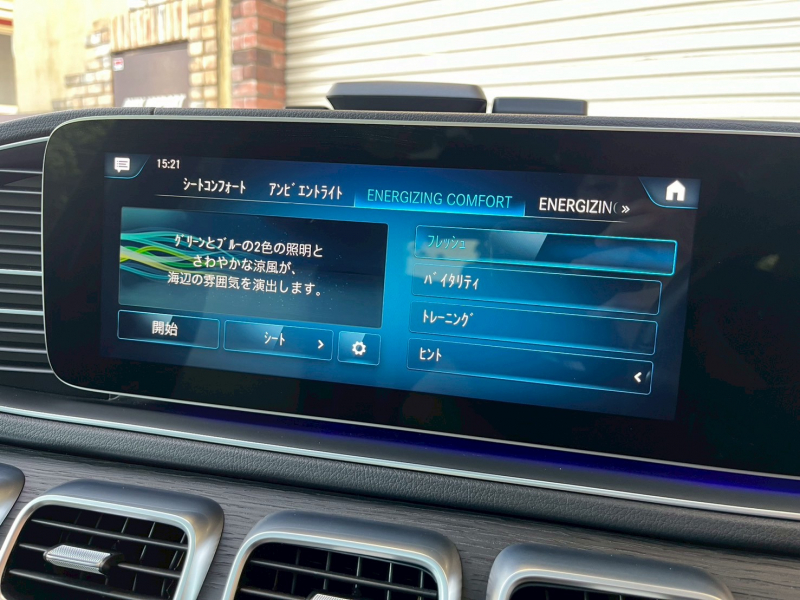 15:21
シートコンフォート
アンビエントライト
ENERGIZING COMFORT
ENERGIZIN
グリーンとブルーの2色の照明と
さわやかな涼風が、
海辺の雰囲気を演出します。
開始
シート
フレッシュ
バイタリティ
トレーニング
ヒント